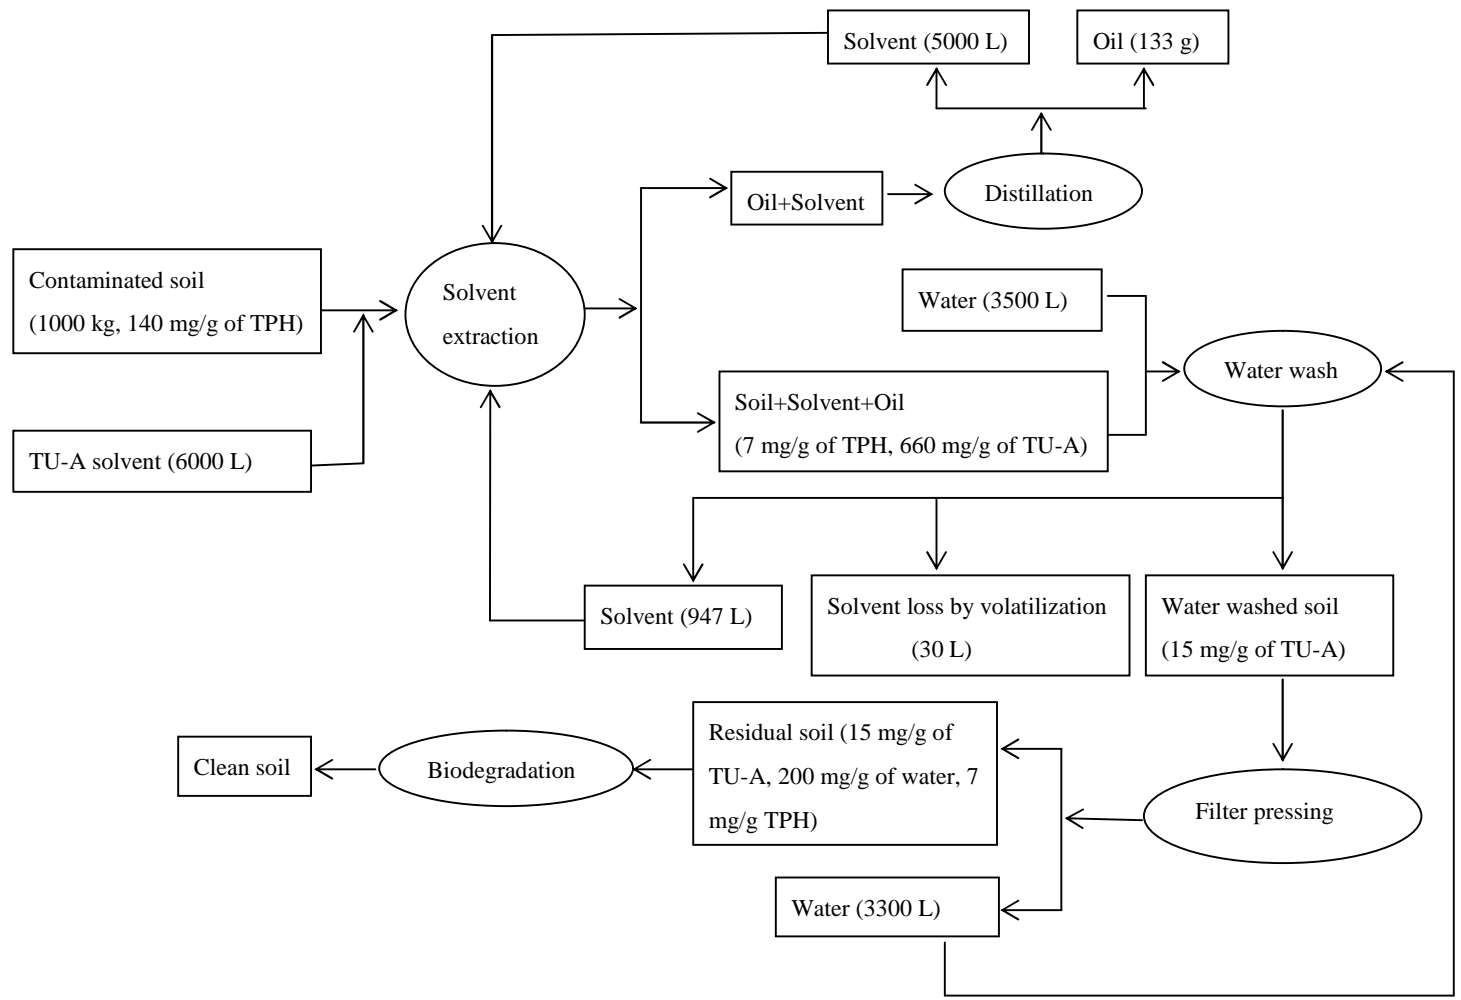 Solvent (5000 L)
Oil (133 g)
Oil+Solvent
Distillation
Contaminated soil
(1000 kg, 140 mg/g of TPH)
Solvent
extraction
Water (3500 L)
Water wash
Soil+Solvent+Oil
(7 mg/g of TPH, 660 mg/g of TU-A)
TU-A solvent (6000 L)
Solvent (947 L)
Solvent loss by volatilization
(30 L)
Water washed soil
(15 mg/g of TU-A)
Clean soil
Biodegradation
Residual soil (15 mg/g of
TU-A, 200 mg/g of water, 7
mg/g TPH)
Filter pressing
Water (3300 L)